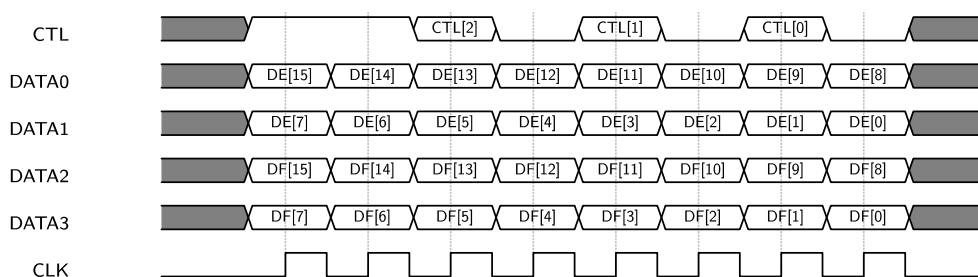 CTL CTL[2] CTL[1] CTL[0]
DATA0 DE[15] DE[14] DE[13] DE[12] DE[11] DE[10] DE[9] DE[8]
DATA1 DE[7] DE[6] DE[5] DE[4] DE[3] DE[2] DE[1] DE[0]
DATA2 DF[15] DF[14] DF[13] DF[12] DF[11] DF[10] DF[9] DF[8]
DATA3 DF[7] DF[6] DF[5] DF[4] DF[3] DF[2] DF[1] DF[0]
CLK